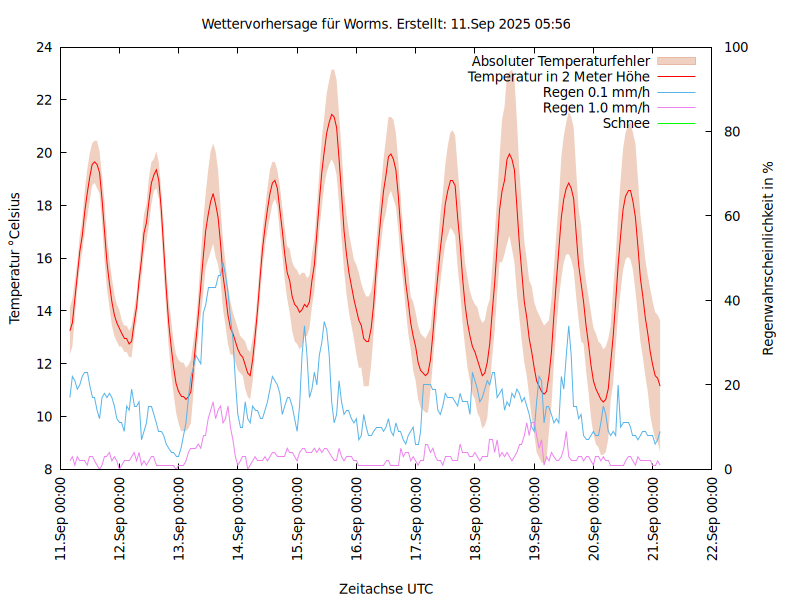 Wettervorhersage für Worms. Erstellt: 11.Sep 2025 05:56
Absoluter Temperaturfehler
Temperatur in 2 Meter Höhe
Regen 0.1 mm/h
Regen 1.0 mm/h
Schnee
Temperatur °Celsius
24
22
20
18
16
14
12
10
8
100
80
60
40
20
0
Regenwahrscheinlichkeit in %
11.Sep 00:00
12.Sep 00:00
13.Sep 00:00
14.Sep 00:00
15.Sep 00:00
16.Sep 00:00
17.Sep 00:00
18.Sep 00:00
19.Sep 00:00
20.Sep 00:00
21.Sep 00:00
22.Sep 00:00
Zeitachse UTC